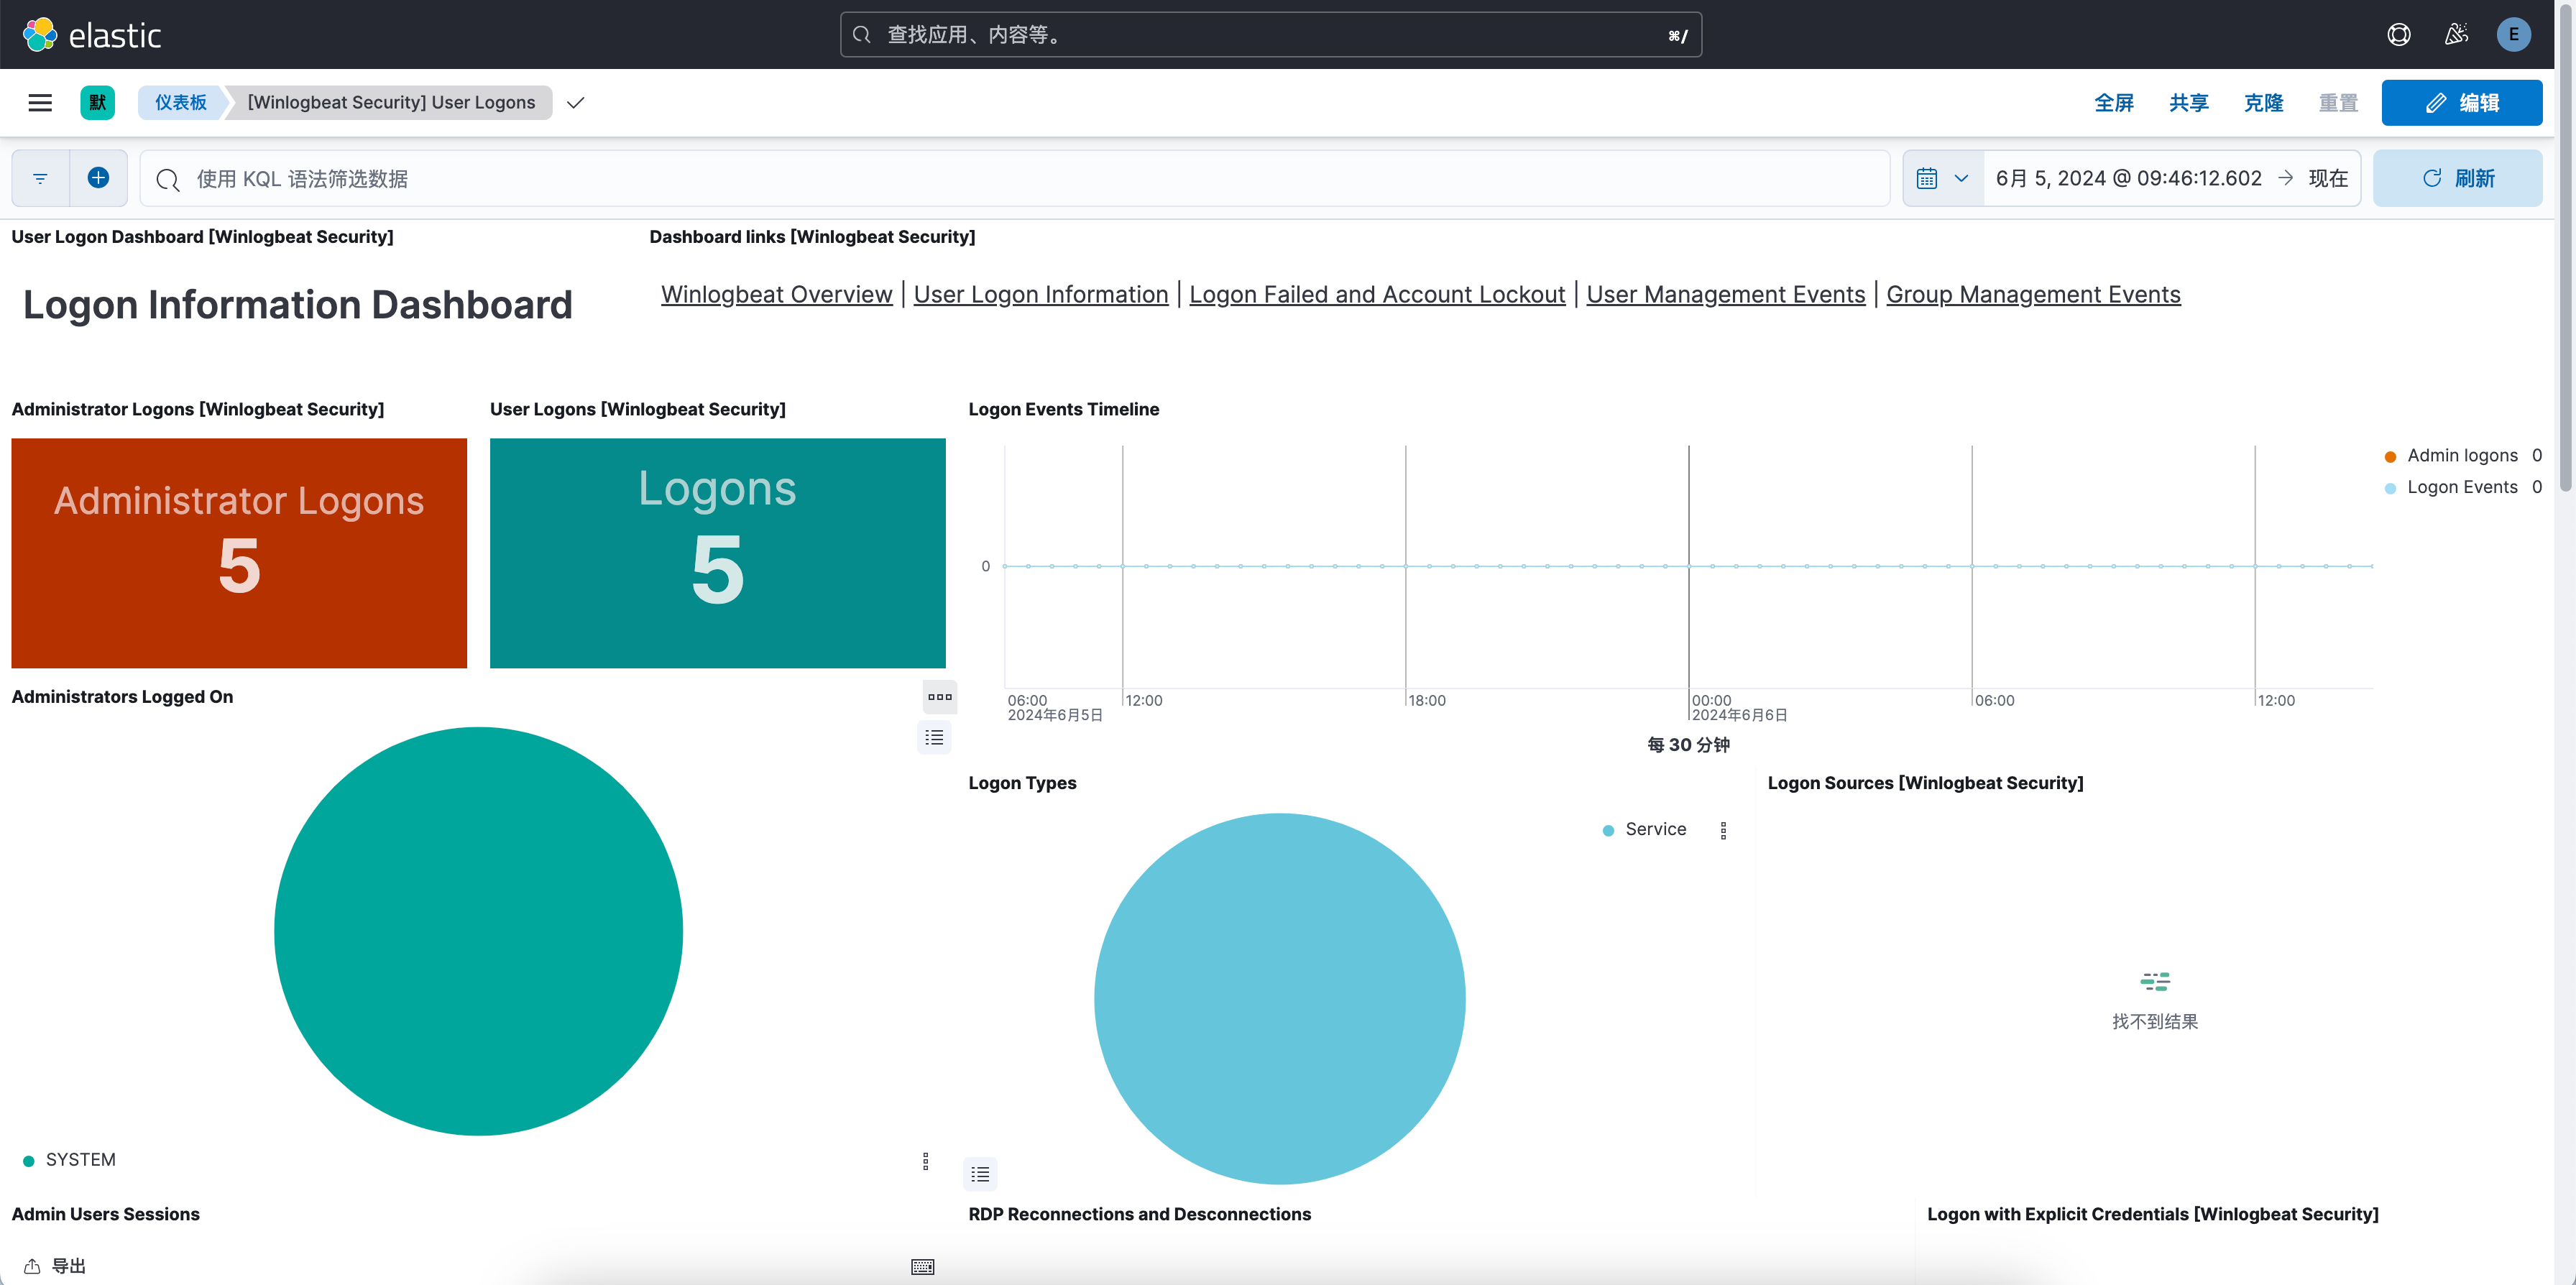 elastic
查找应用、内容等。
⌘/
E
默
仪表板
[Winlogbeat Security] User Logons
全屏
共享
克隆
重置
编辑
使用 KQL 语法筛选数据
6月 5, 2024 @ 09:46:12.602 → 现在
刷新
User Logon Dashboard [Winlogbeat Security]
Dashboard links [Winlogbeat Security]
Logon Information Dashboard
Winlogbeat Overview | User Logon Information | Logon Failed and Account Lockout | User Management Events | Group Management Events
Administrator Logons [Winlogbeat Security]
User Logons [Winlogbeat Security]
Logon Events Timeline
Administrator Logons
5
Logons
5
Admin logons 0
Logon Events 0
0
06:00
12:00
18:00
00:00
06:00
12:00
2024年6月5日
2024年6月6日
每 30 分钟
Administrators Logged On
SYSTEM
Logon Types
Service
Logon Sources [Winlogbeat Security]
找不到结果
Admin Users Sessions
RDP Reconnections and Desconnections
Logon with Explicit Credentials [Winlogbeat Security]
导出